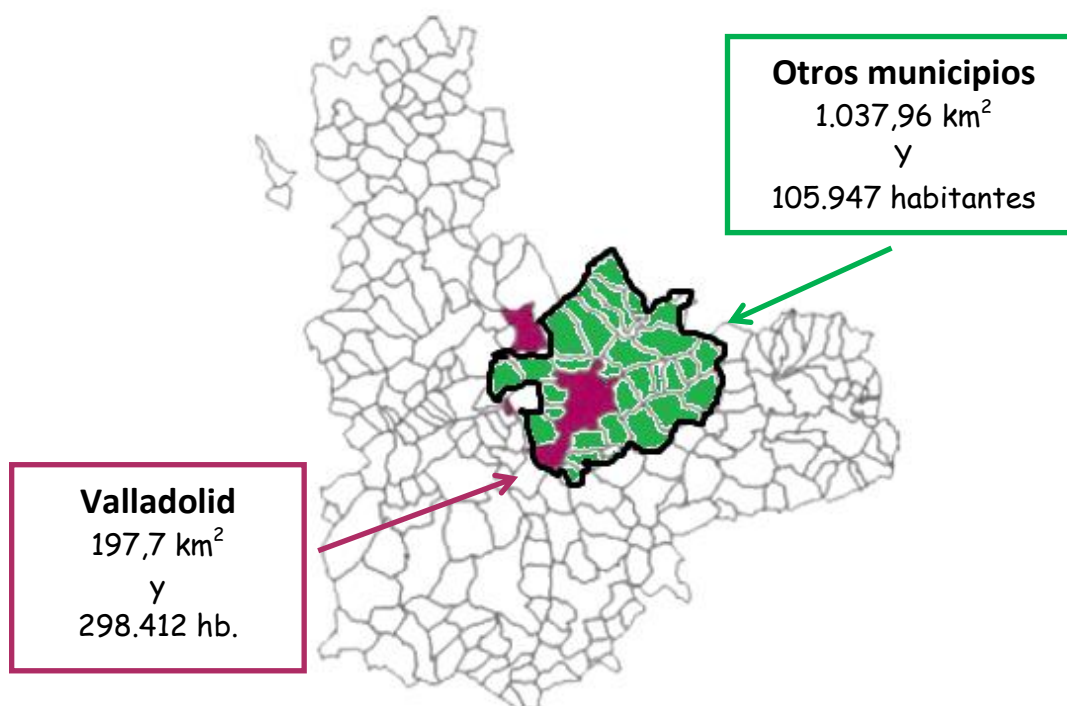 Otros municipios
1.037,96 km²
Y
105.947 habitantes
Valladolid
197,7 km²
y
298.412 hb.